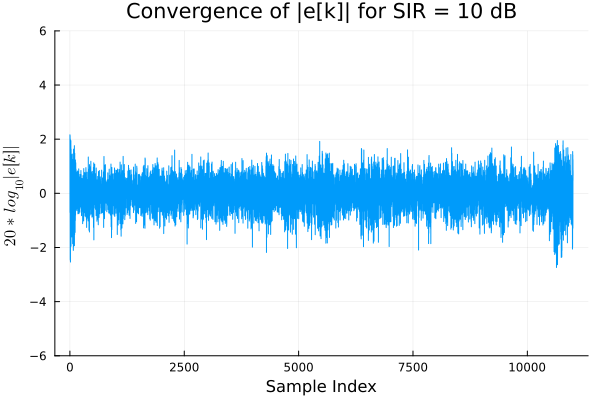 Convergence of |e[k]| for SIR = 10 dB
20 * log₁₀|e[k]|
6
4
2
0
−2
−4
−6
0 2500 5000 7500 10000
Sample Index